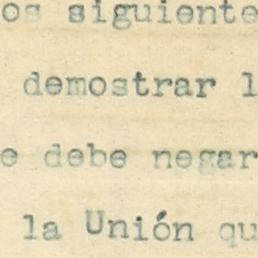 os siguiente
demostrar l
e debe negar
la Unión qu